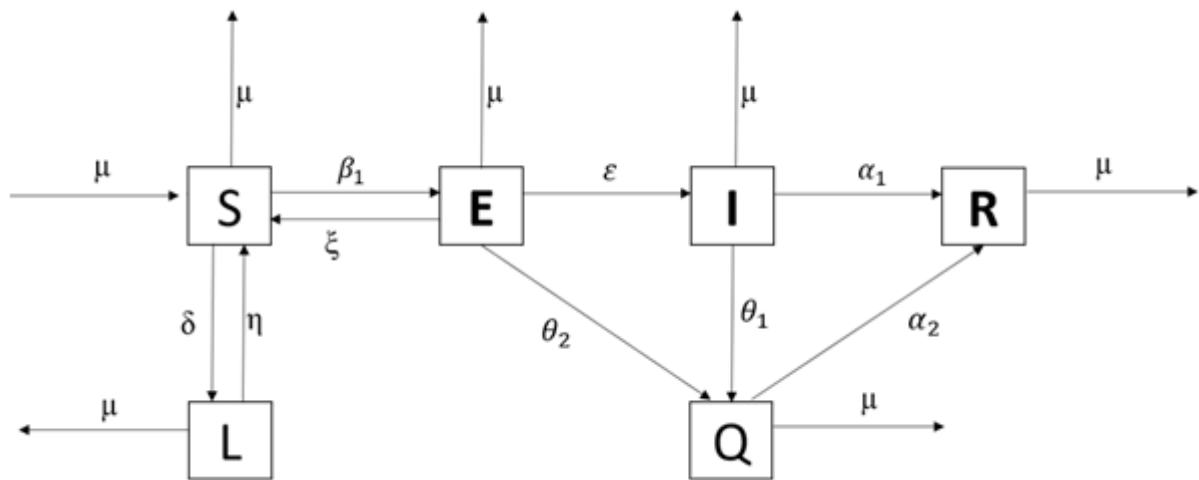 μ μ μ
μ S β₁ E ε I α₁ R μ
ξ
δ η θ₂ θ₁ α₂
μ L Q μ